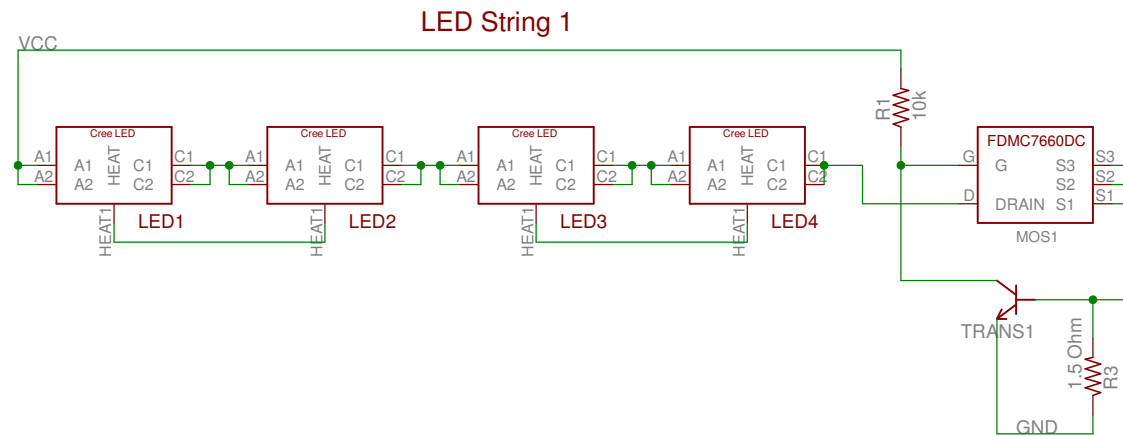 LED String 1
VCC
Cree LED
Cree LED
Cree LED
Cree LED
R1
10k
FDMC7660DC
A1 A1 HEAT C1 C1
A2 A2 C2 C2
A1 A1 HEAT C1 C1
A2 A2 C2 C2
A1 A1 HEAT C1 C1
A2 A2 C2 C2
A1 A1 HEAT C1 C1
A2 A2 C2 C2
G G S3 S3
S2 S2
D DRAIN S1 S1
HEAT1 LED1
HEAT1 LED2
HEAT1 LED3
HEAT1 LED4
MOS1
TRANS1
1.5 Ohm
R3
GND